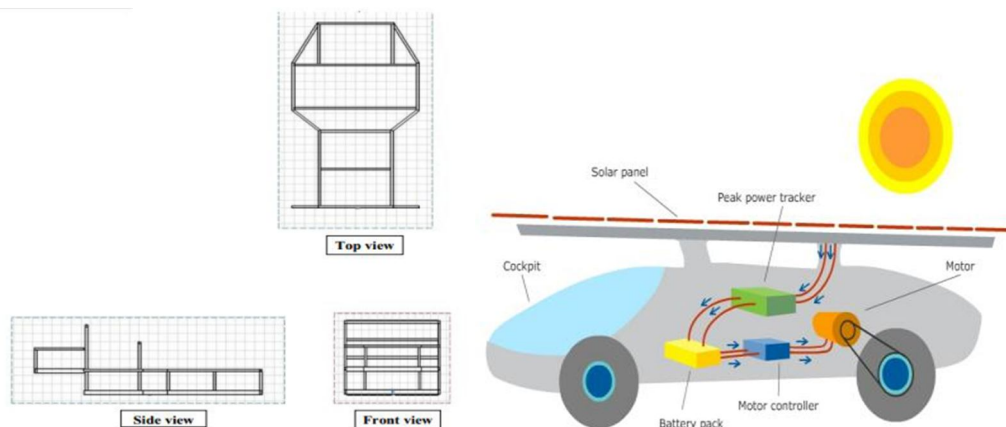 Top view
Side view
Front view
Solar panel
Peak power tracker
Cockpit
Motor
Motor controller
Battery pack